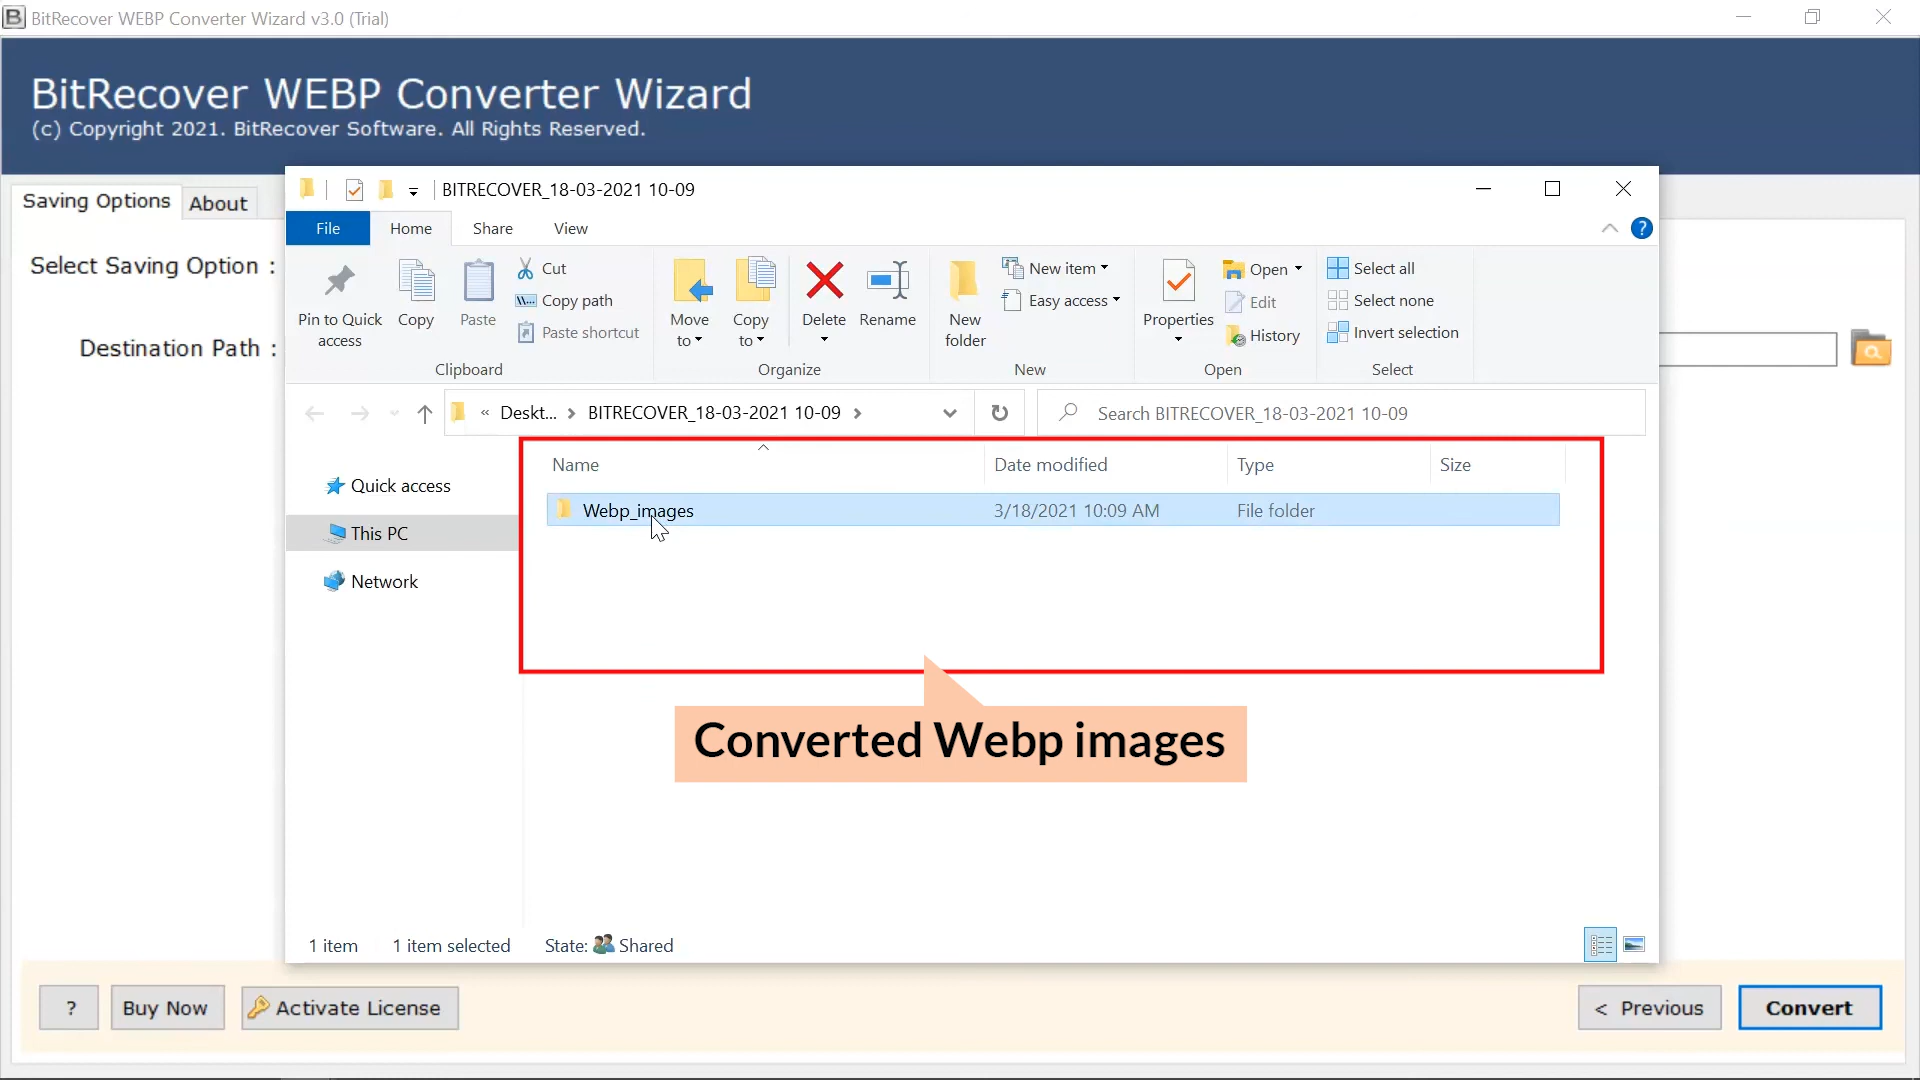 BitRecover WEBP Converter Wizard v3.0 (Trial)
BitRecover WEBP Converter Wizard
(c) Copyright 2021. BitRecover Software. All Rights Reserved.
Saving Options
About
Select Saving Option :
Destination Path :
BITRECOVER_18-03-2021 10-09
File
Home
Share
View
Pin to Quick access
Copy
Paste
Cut
Copy path
Paste shortcut
Clipboard
Move to
Copy to
Delete
Rename
Organize
New folder
New item
Easy access
New
Properties
Open
Edit
History
Open
Select all
Select none
Invert selection
Select
« Deskt... > BITRECOVER_18-03-2021 10-09 >
Search BITRECOVER_18-03-2021 10-09
Name
Date modified
Type
Size
Quick access
This PC
Network
Webp_images
3/18/2021 10:09 AM
File folder
Converted Webp images
1 item
1 item selected
State: Shared
?
Buy Now
Activate License
< Previous
Convert